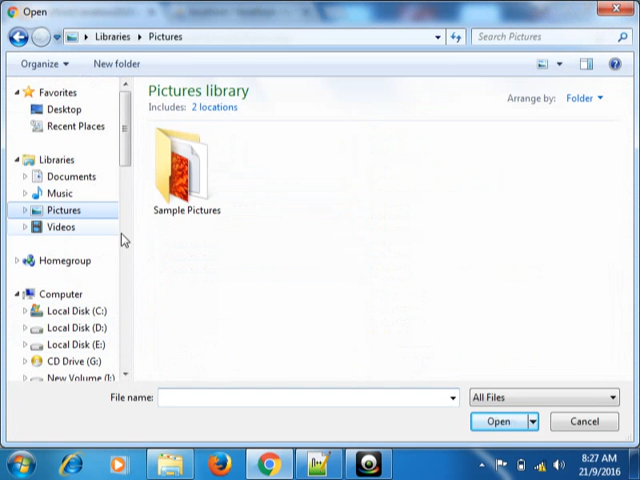 Open
Libraries
Pictures
Search Pictures
Organize
New folder
Favorites
Desktop
Recent Places
Libraries
Documents
Music
Pictures
Videos
Homegroup
Computer
Local Disk (C:)
Local Disk (D:)
Local Disk (E:)
CD Drive (G:)
New Volume (I:)
Pictures library
Includes: 2 locations
Arrange by: Folder
Sample Pictures
File name:
All Files
Open
Cancel
8:27 AM
21/9/2016